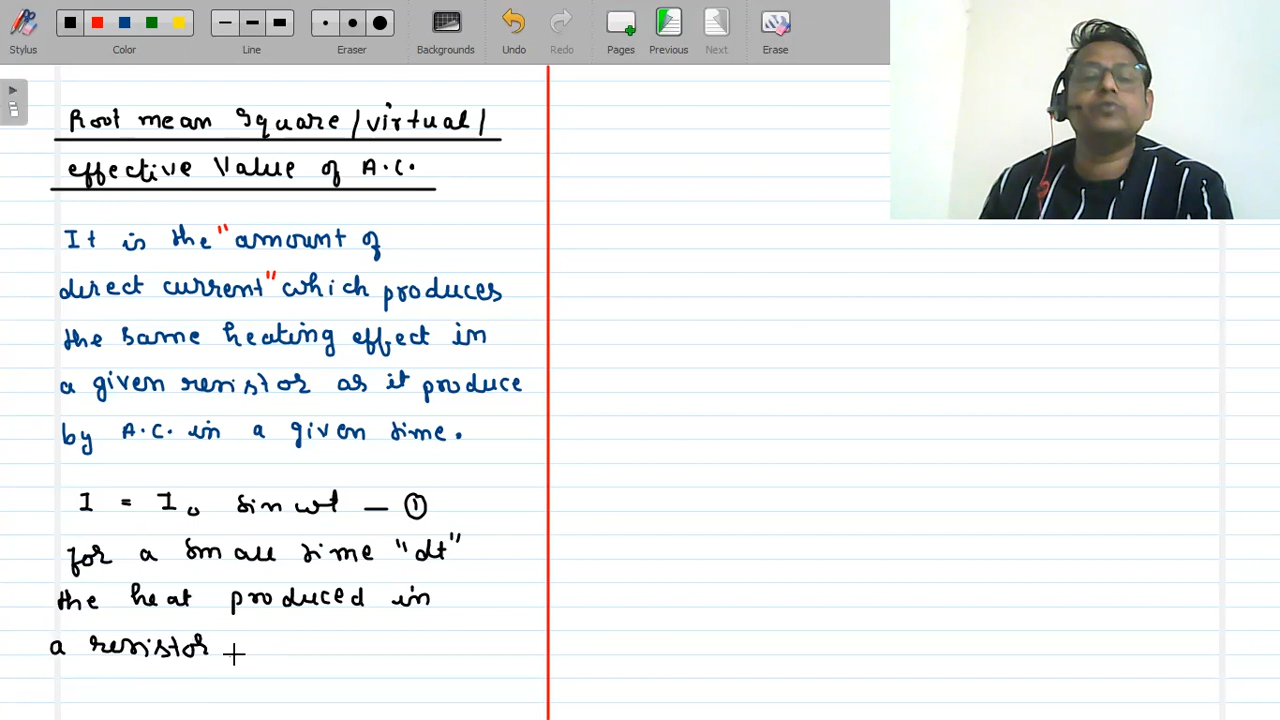 Stylus
Color
Line
Eraser
Backgrounds
Undo
Redo
Pages
Previous
Next
Erase
Root mean Square/virtual/
effective Value of A.C.
It is the "amount of
direct current" which produces
the same heating effect in
a given resistor as it produce
by A.C. in a given time.
I = I₀ sin ωt — ①
for a small time "dt"
the heat produced in
a resistor